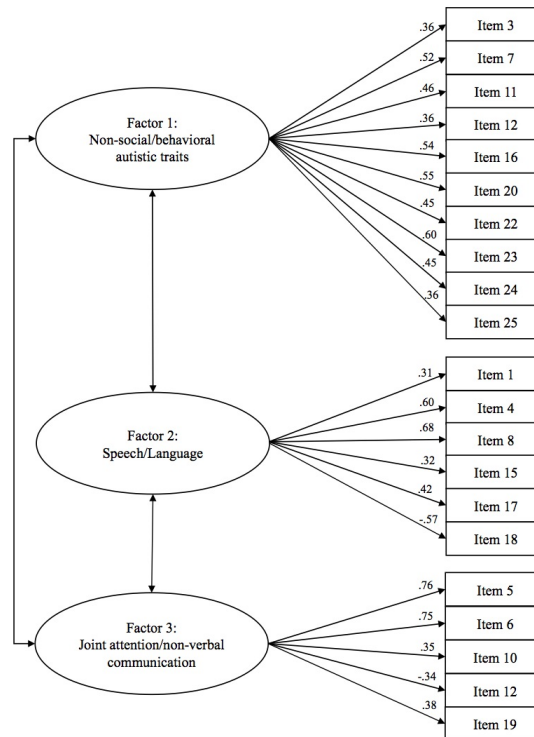 .36
Item 3
.52
Item 7
.46
Item 11
.36
Item 12
.54
Item 16
.55
Item 20
.45
Item 22
.60
Item 23
.45
Item 24
.36
Item 25
Factor 1:
Non-social/behavioral
autistic traits
.31
Item 1
.60
Item 4
.68
Item 8
.32
Item 15
.42
Item 17
-.57
Item 18
Factor 2:
Speech/Language
.76
Item 5
.75
Item 6
.35
Item 10
-.34
Item 12
.38
Item 19
Factor 3:
Joint attention/non-verbal
communication